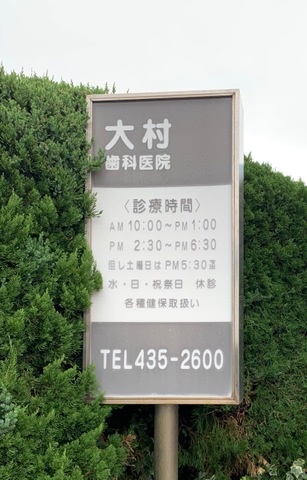 大村
歯科医院
〈診療時間〉
AM 10:00～PM 1:00
PM 2:30～PM 6:30
但し土曜日はPM5:30迄
水・日・祝祭日 休診
各種健保取扱い
TEL435-2600